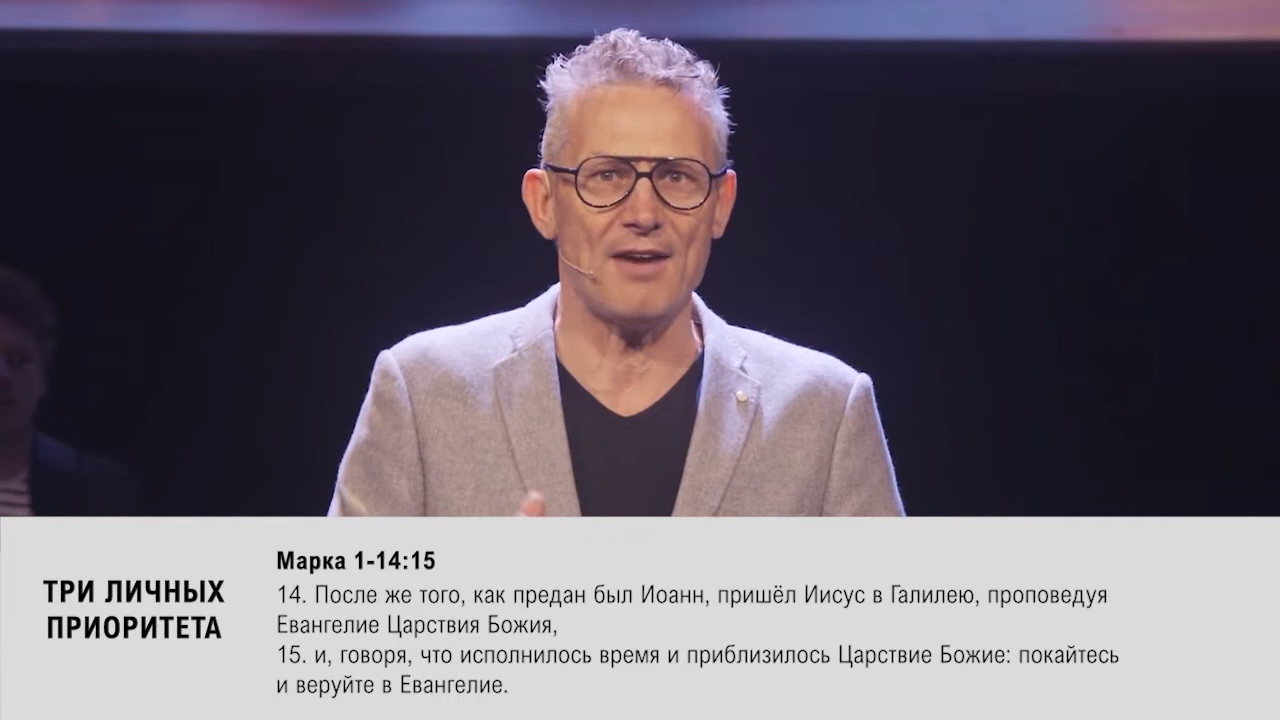 ТРИ ЛИЧНЫХ
ПРИОРИТЕТА
Марка 1-14:15
14. После же того, как предан был Иоанн, пришёл Иисус в Галилею, проповедуя
Евангелие Царствия Божия,
15. и, говоря, что исполнилось время и приблизилось Царствие Божие: покайтесь
и веруйте в Евангелие.